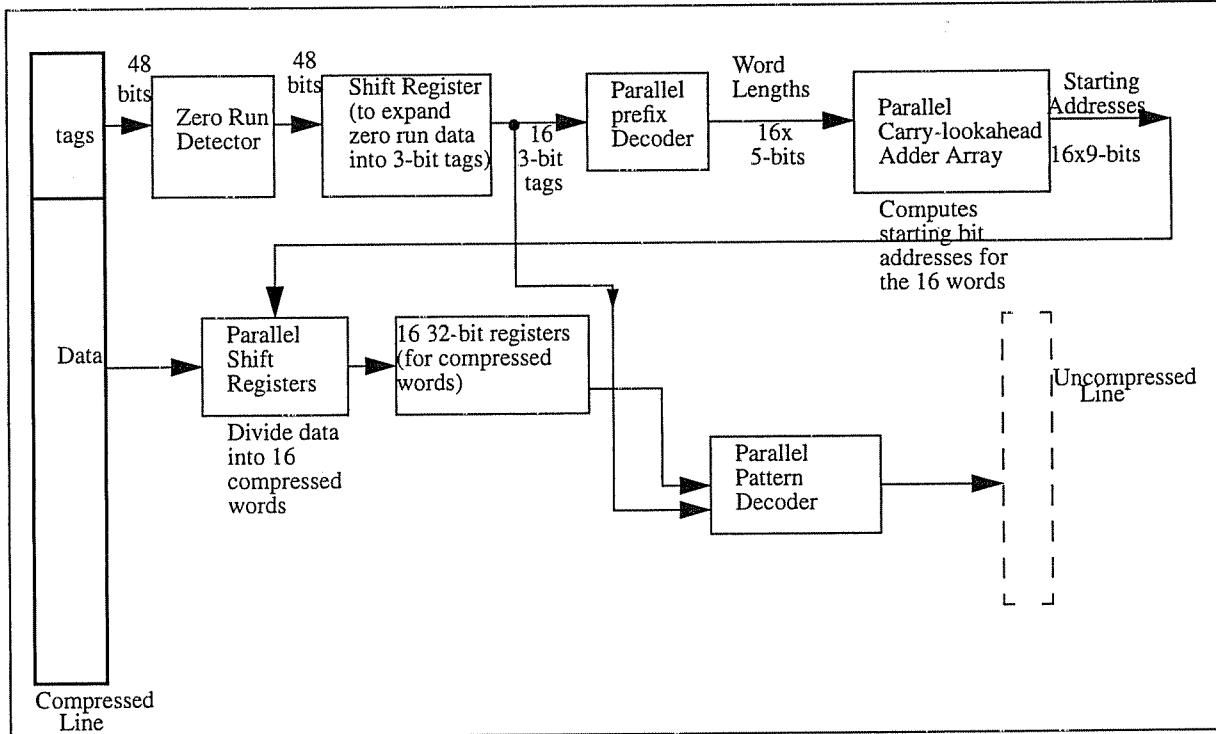 48
bits
48
bits
tags
Zero Run
Detector
Shift Register
(to expand
zero run data
into 3-bit tags)
16
3-bit
tags
Parallel
prefix
Decoder
Word
Lengths
16x
5-bits
Parallel
Carry-lookahead
Adder Array
Starting
Addresses
16x9-bits
Computes
starting bit
addresses for
the 16 words
Data
Parallel
Shift
Registers
16 32-bit registers
(for compressed
words)
Divide data
into 16
compressed
words
Parallel
Pattern
Decoder
Uncompressed
Line
Compressed
Line